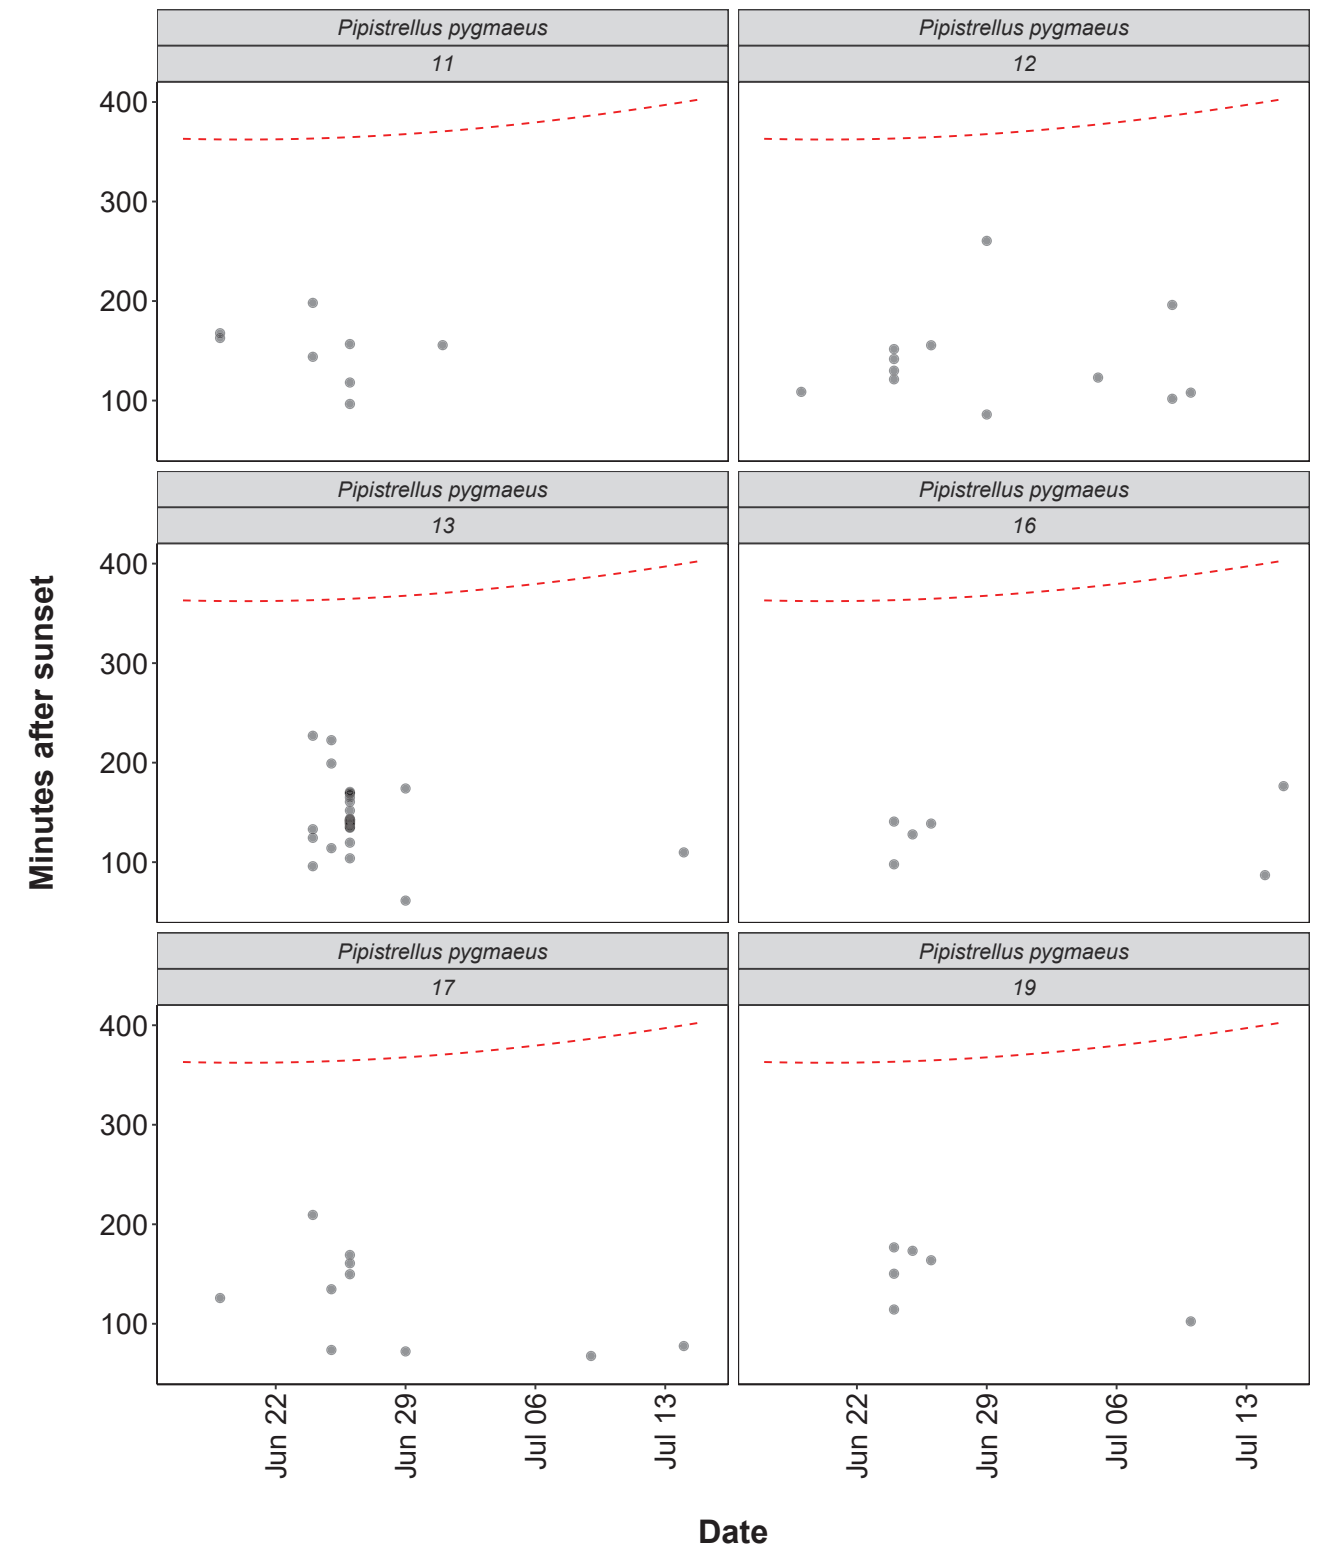 Pipistrellus pygmaeus
11
Pipistrellus pygmaeus
12
400
300
200
100
Pipistrellus pygmaeus
13
Pipistrellus pygmaeus
16
400
300
200
100
Minutes after sunset
Pipistrellus pygmaeus
17
Pipistrellus pygmaeus
19
400
300
200
100
Jun 22
Jun 29
Jul 06
Jul 13
Jun 22
Jun 29
Jul 06
Jul 13
Date